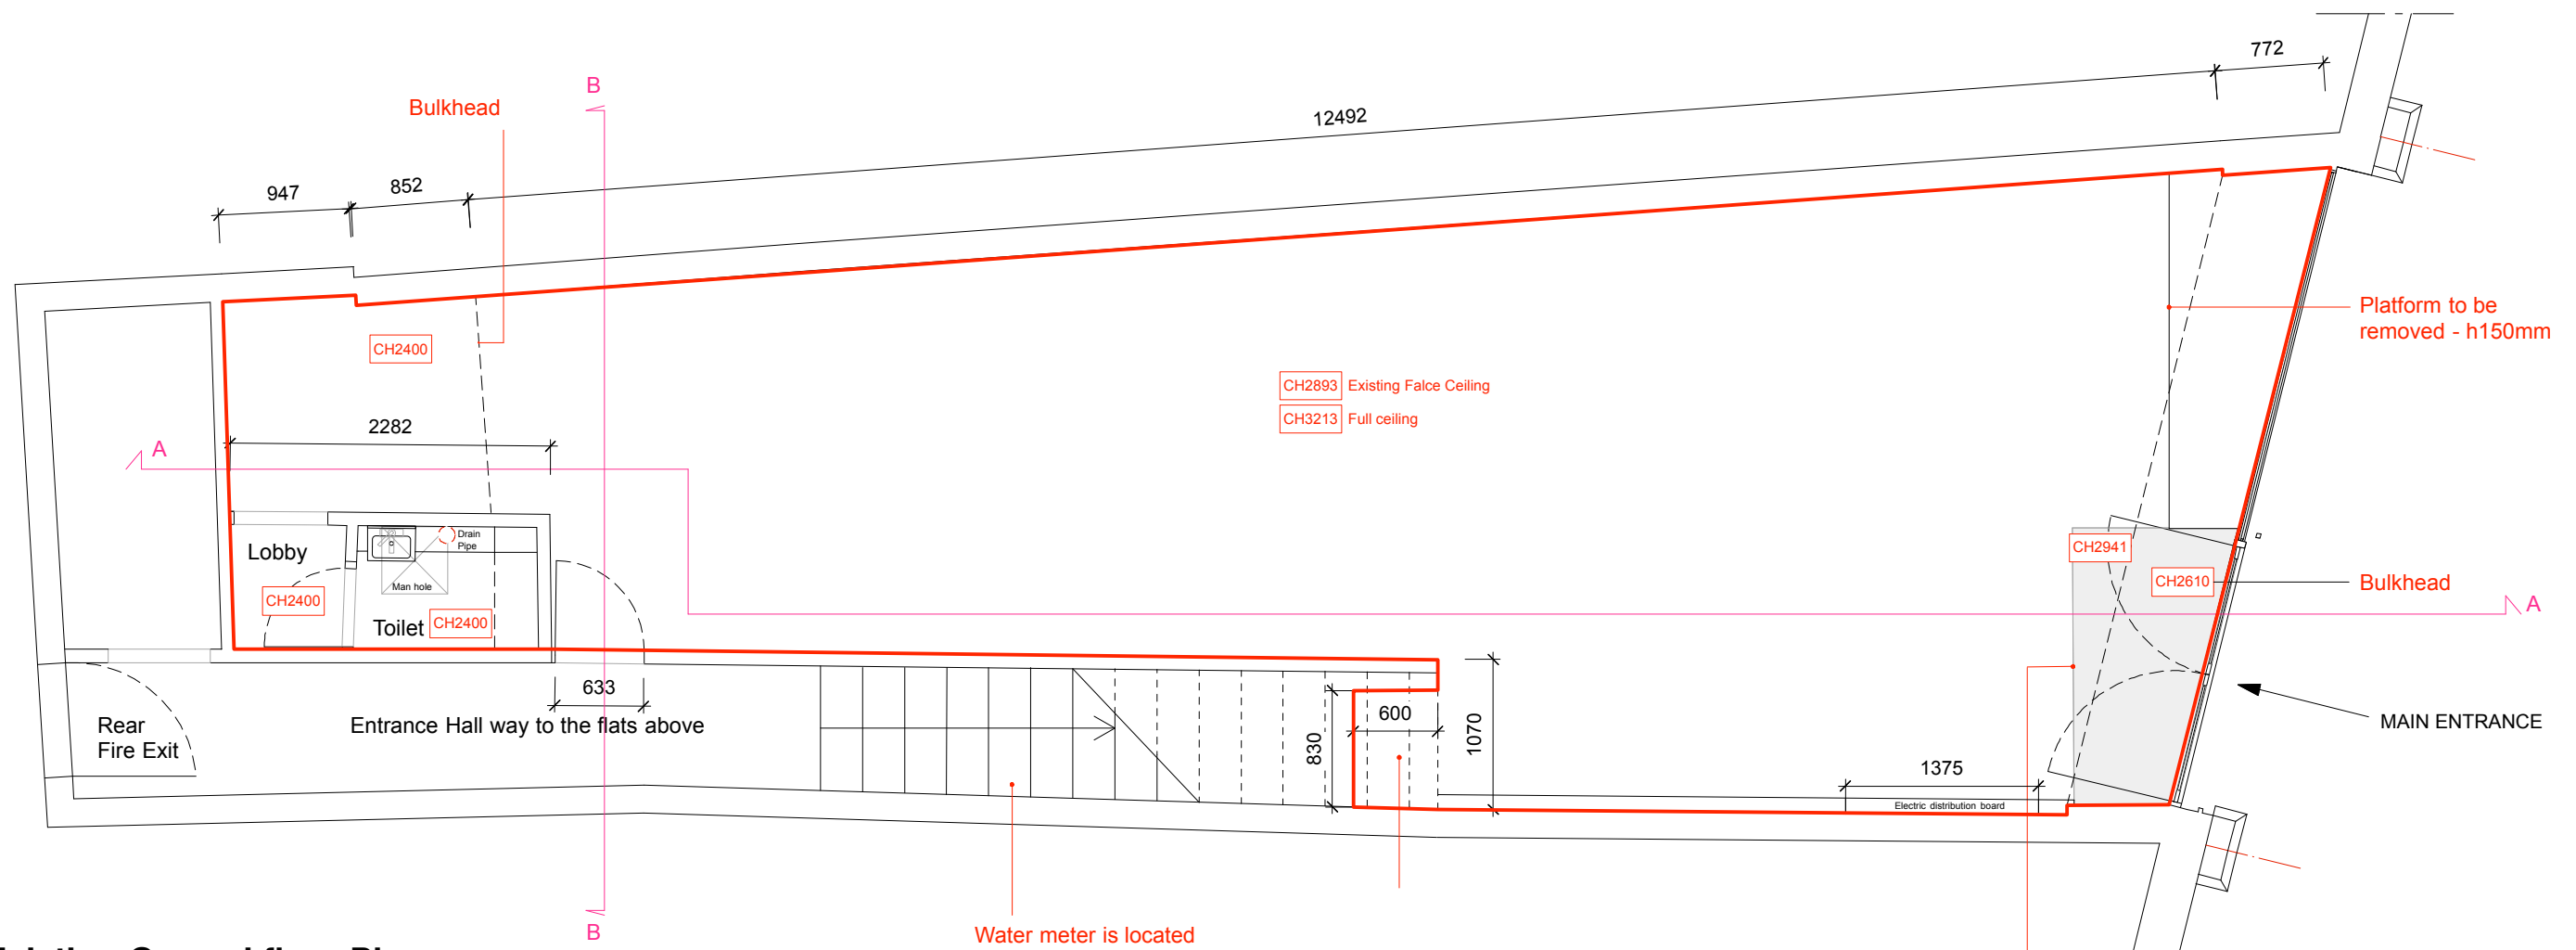 772
B
Bulkhead
12492
947
852
Platform to be
removed - h150mm
CH2400
CH2893 Existing Falce Ceiling
CH3213 Full ceiling
2282
A
Drain
Pipe
Lobby
CH2941
Man hole
CH2610
Bulkhead
CH2400
A
Toilet
CH2400
633
600
Rear
Fire Exit
Entrance Hall way to the flats above
830
1070
MAIN ENTRANCE
1375
Electric distribution board
B
Water meter is located